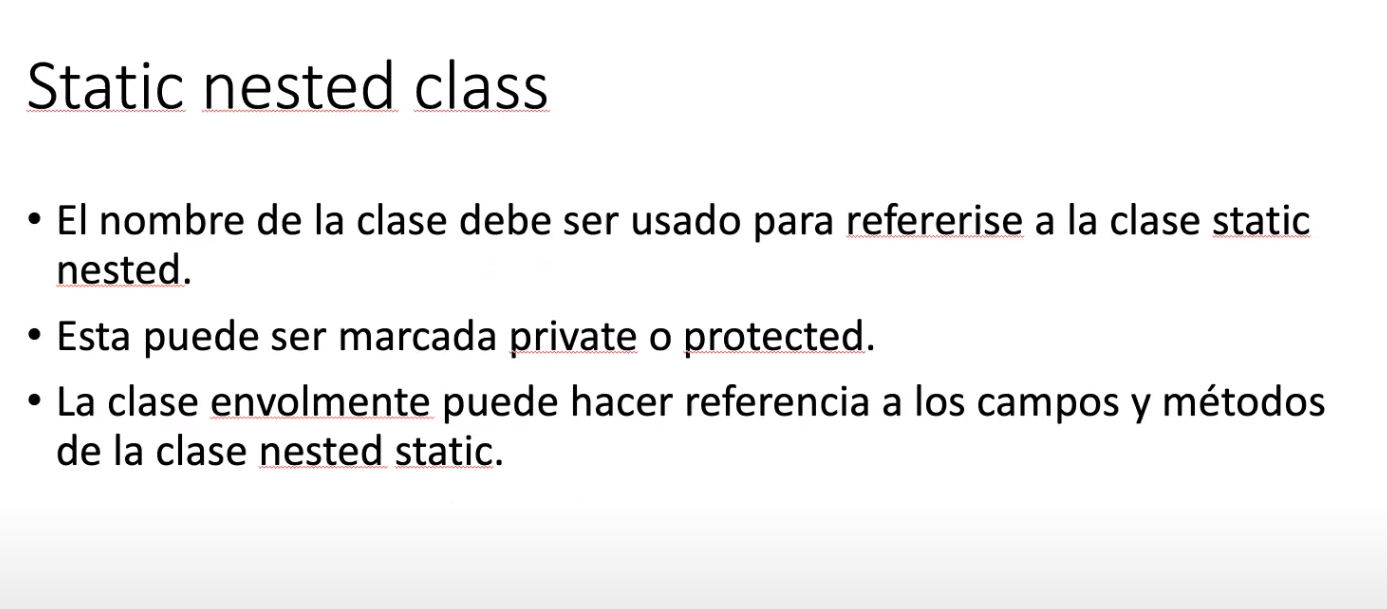 Static nested class
• El nombre de la clase debe ser usado para refererise a la clase static
nested.
• Esta puede ser marcada private o protected.
• La clase envolmente puede hacer referencia a los campos y métodos
de la clase nested static.